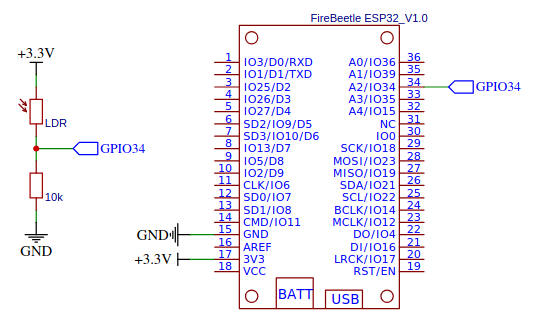 FireBeetle ESP32_V1.0
+3.3V
LDR
GPIO34
10k
GND
1 IO3/D0/RXD A0/IO36 36
2 IO1/D1/TXD A1/IO39 35
3 IO25/D2 A2/IO34 34 GPIO34
4 IO26/D3 A3/IO35 33
5 IO27/D4 A4/IO15 32
6 SD2/IO9/D5 NC 31
7 SD3/IO10/D6 IO0 30
8 IO13/D7 SCK/IO18 29
9 IO5/D8 MOSI/IO23 28
10 IO2/D9 MISO/IO19 27
11 CLK/IO6 SDA/IO21 26
12 SD0/IO7 SCL/IO22 25
13 SD1/IO8 BCLK/IO14 24
14 CMD/IO11 MCLK/IO12 23
GND 15 GND DO/IO4 22
16 AREF DI/IO16 21
+3.3V 17 3V3 LRCK/IO17 20
18 VCC RST/EN 19
BATT USB